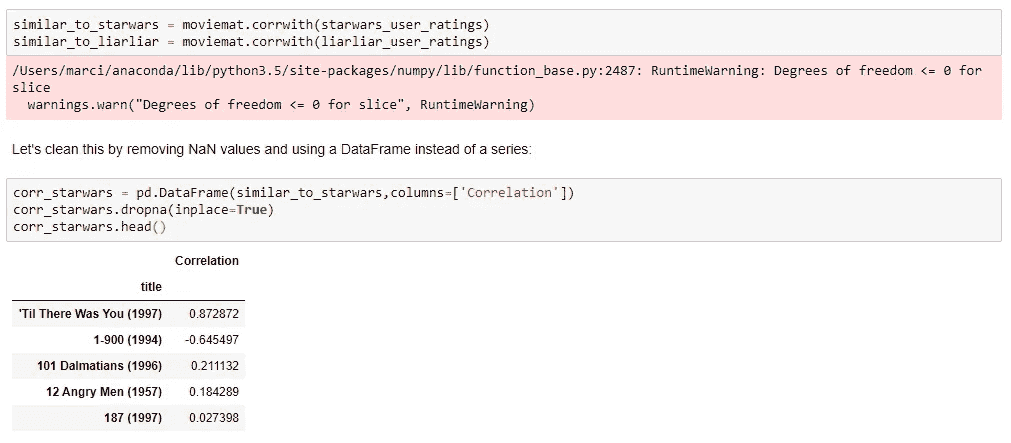 similar_to_starwars = moviemat.corrwith(starwars_user_ratings)
similar_to_liarliar = moviemat.corrwith(liarliar_user_ratings)
/Users/marci/anaconda/lib/python3.5/site-packages/numpy/lib/function_base.py:2487: RuntimeWarning: Degrees of freedom <= 0 for
slice
warnings.warn("Degrees of freedom <= 0 for slice", RuntimeWarning)
Let's clean this by removing NaN values and using a DataFrame instead of a series:
corr_starwars = pd.DataFrame(similar_to_starwars,columns=['Correlation'])
corr_starwars.dropna(inplace=True)
corr_starwars.head()
Correlation
title
'Til There Was You (1997) 0.872872
1-900 (1994) -0.645497
101 Dalmatians (1996) 0.211132
12 Angry Men (1957) 0.184289
187 (1997) 0.027398